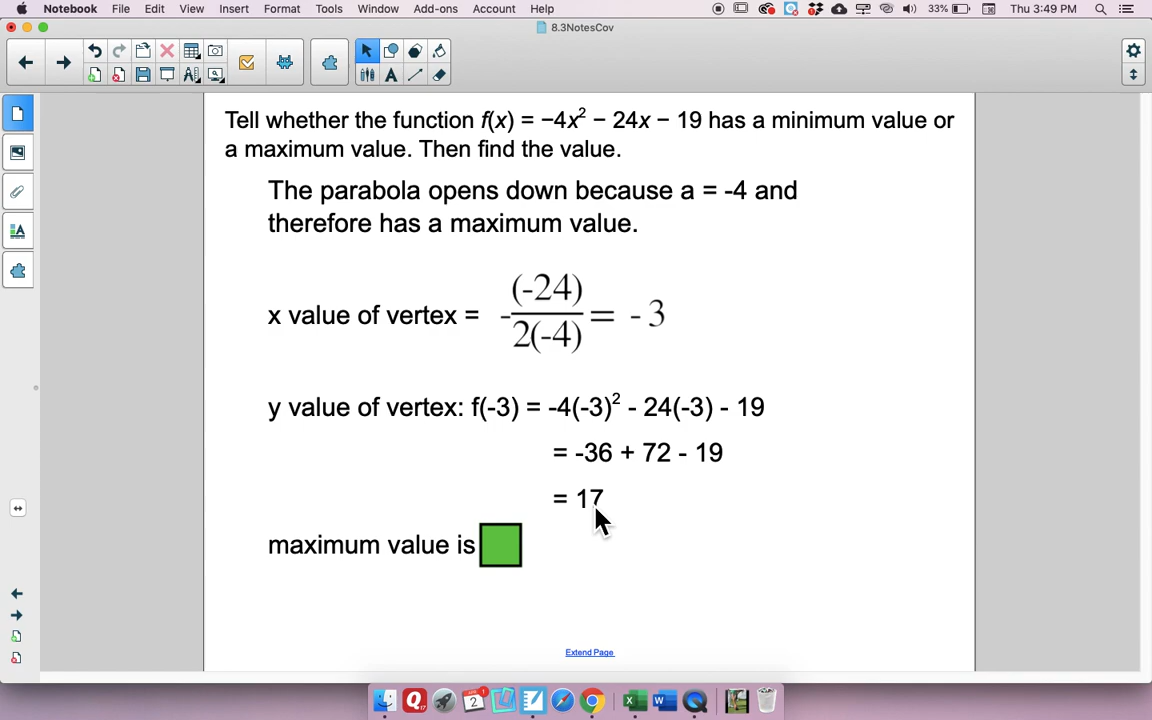 Notebook File Edit View Insert Format Tools Window Add-ons Account Help 33% Thu 3:49 PM
8.3NotesCov
Tell whether the function f(x) = −4x² − 24x − 19 has a minimum value or
a maximum value. Then find the value.
The parabola opens down because a = -4 and
therefore has a maximum value.
x value of vertex = -(-24)/2(-4) = -3
y value of vertex: f(-3) = -4(-3)² - 24(-3) - 19
= -36 + 72 - 19
= 17
maximum value is
Extend Page